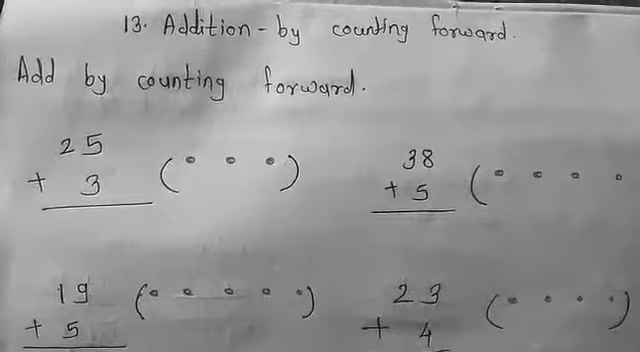 13. Addition - by counting forward.
Add by counting forward.
25 38
+ 3 (° ° °) + 5 (° ° ° °
19 23
+ 5 (° ° ° ° °) + 4 (° ° ° °)